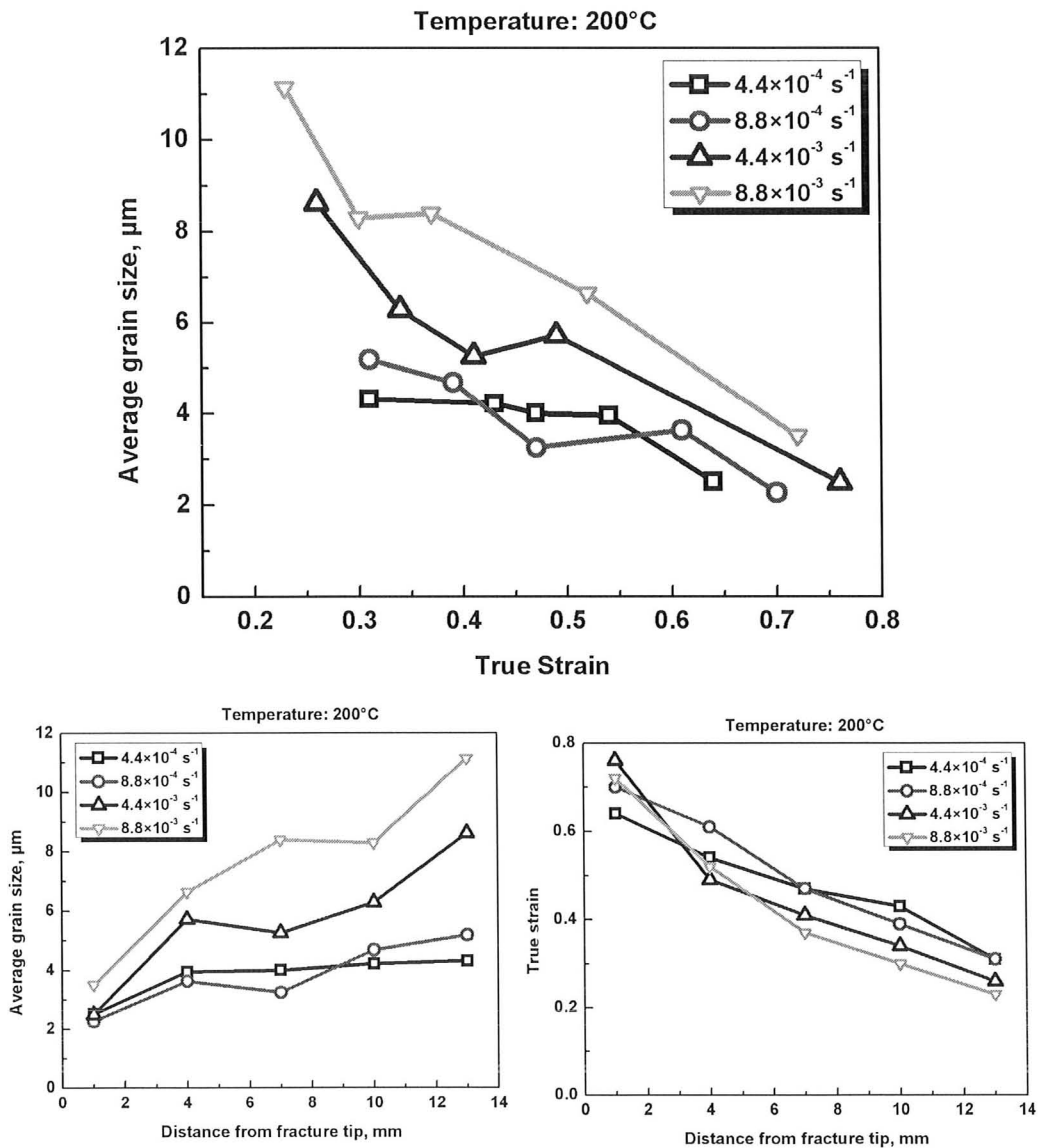 Temperature: 200°C
12
10
8
6
4
2
0
Average grain size, µm
4.4×10⁻⁴ s⁻¹
8.8×10⁻⁴ s⁻¹
4.4×10⁻³ s⁻¹
8.8×10⁻³ s⁻¹
0.2 0.3 0.4 0.5 0.6 0.7 0.8
True Strain
Temperature: 200°C
12
10
8
6
4
2
0
Average grain size, µm
4.4×10⁻⁴ s⁻¹
8.8×10⁻⁴ s⁻¹
4.4×10⁻³ s⁻¹
8.8×10⁻³ s⁻¹
0 2 4 6 8 10 12 14
Distance from fracture tip, mm
Temperature: 200°C
0.8
0.6
0.4
0.2
0.0
True strain
4.4×10⁻⁴ s⁻¹
8.8×10⁻⁴ s⁻¹
4.4×10⁻³ s⁻¹
8.8×10⁻³ s⁻¹
0 2 4 6 8 10 12 14
Distance from fracture tip, mm